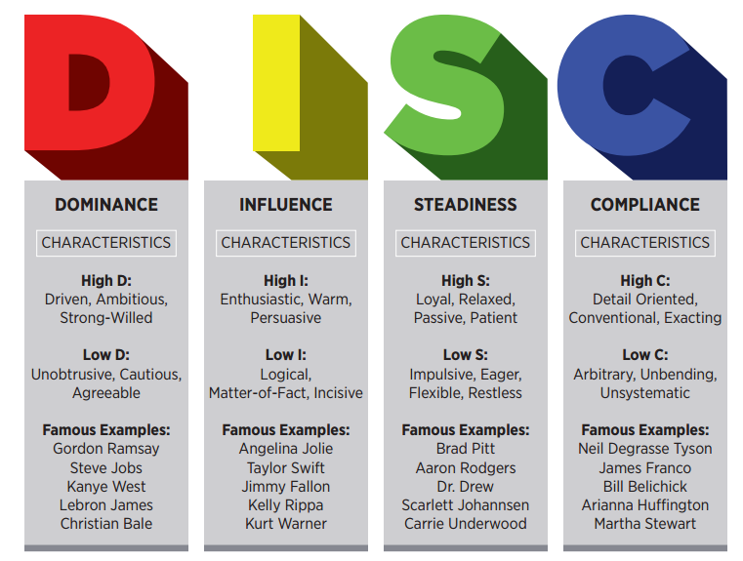 D
DOMINANCE
CHARACTERISTICS
High D:
Driven, Ambitious,
Strong-Willed
Low D:
Unobtrusive, Cautious,
Agreeable
Famous Examples:
Gordon Ramsay
Steve Jobs
Kanye West
Lebron James
Christian Bale
I
INFLUENCE
CHARACTERISTICS
High I:
Enthusiastic, Warm,
Persuasive
Low I:
Logical,
Matter-of-Fact, Incisive
Famous Examples:
Angelina Jolie
Taylor Swift
Jimmy Fallon
Kelly Rippa
Kurt Warner
S
STEADINESS
CHARACTERISTICS
High S:
Loyal, Relaxed,
Passive, Patient
Low S:
Impulsive, Eager,
Flexible, Restless
Famous Examples:
Brad Pitt
Aaron Rodgers
Dr. Drew
Scarlett Johannsen
Carrie Underwood
C
COMPLIANCE
CHARACTERISTICS
High C:
Detail Oriented,
Conventional, Exacting
Low C:
Arbitrary, Unbending,
Unsystematic
Famous Examples:
Neil Degrasse Tyson
James Franco
Bill Belichick
Arianna Huffington
Martha Stewart